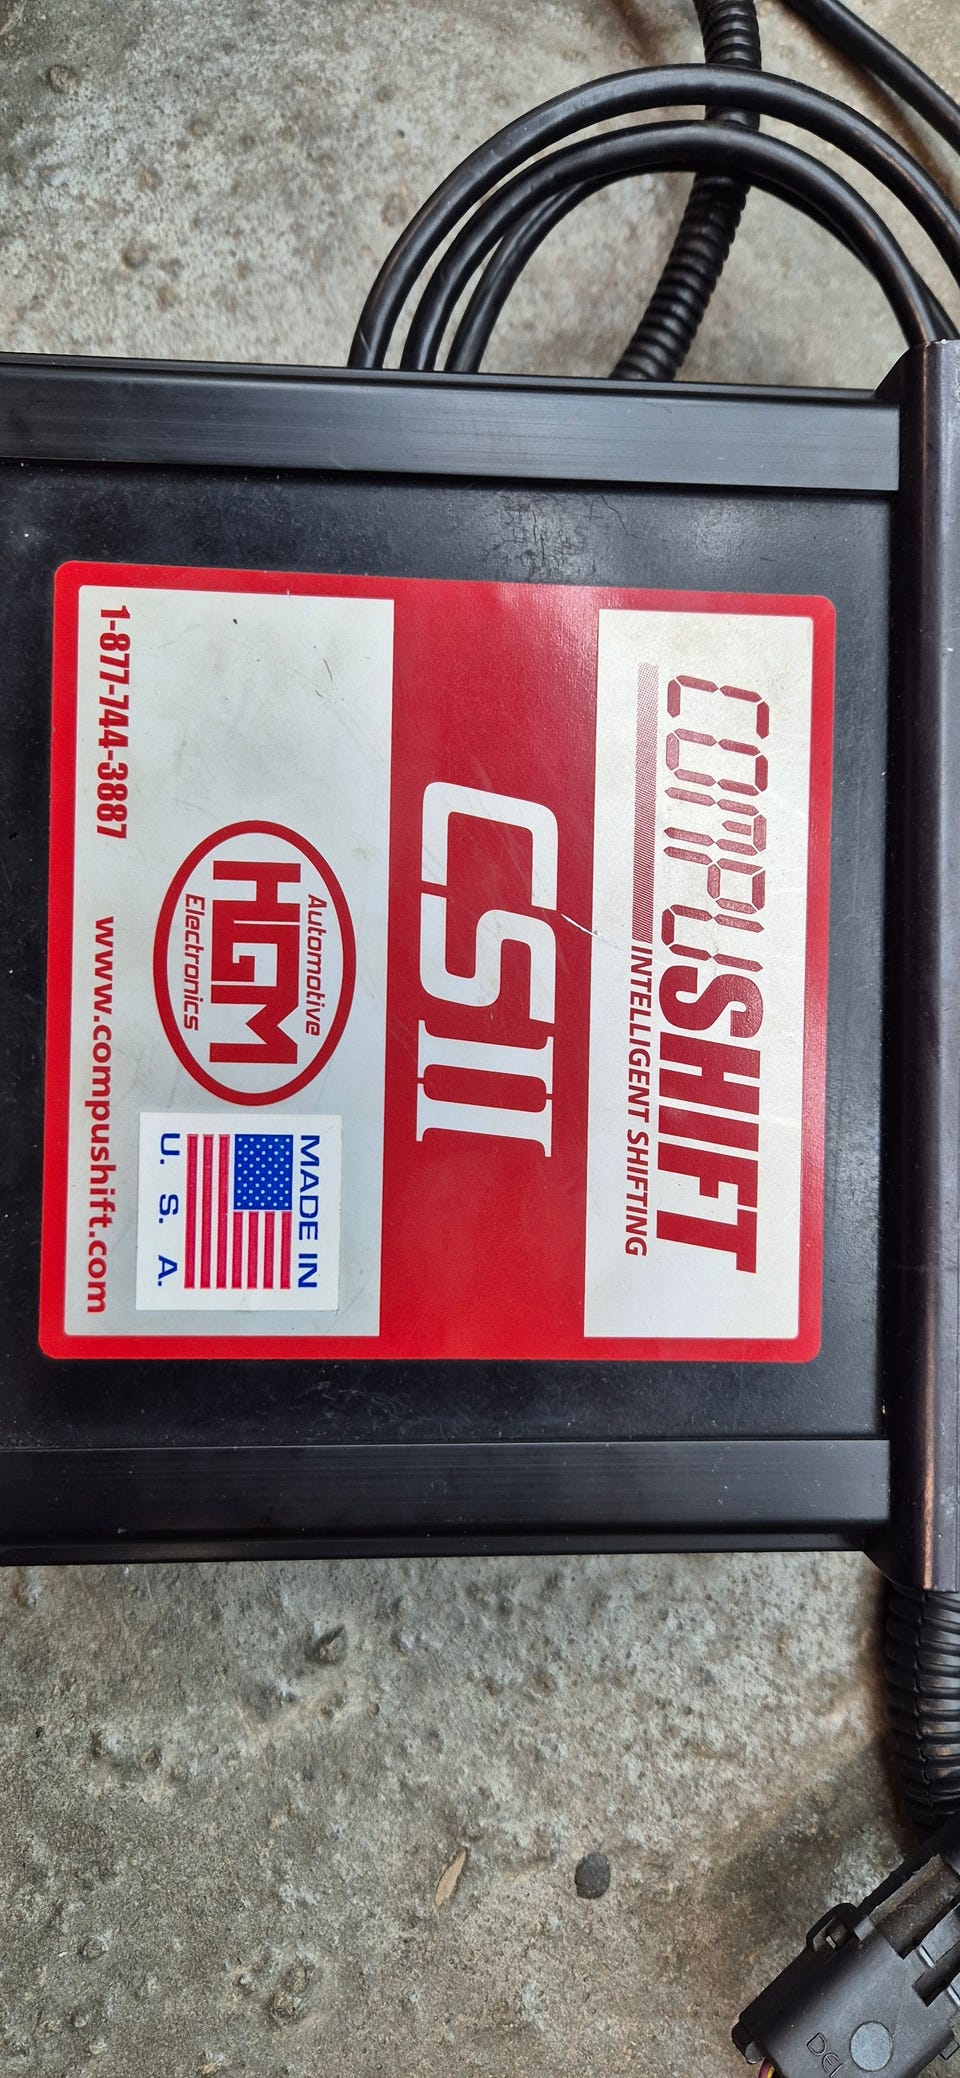 COMPUSHIFT
INTELLIGENT SHIFTING
CSII
Automotive
HGM
Electronics
MADE IN
U. S. A.
1-877-744-3887 www.compushift.com